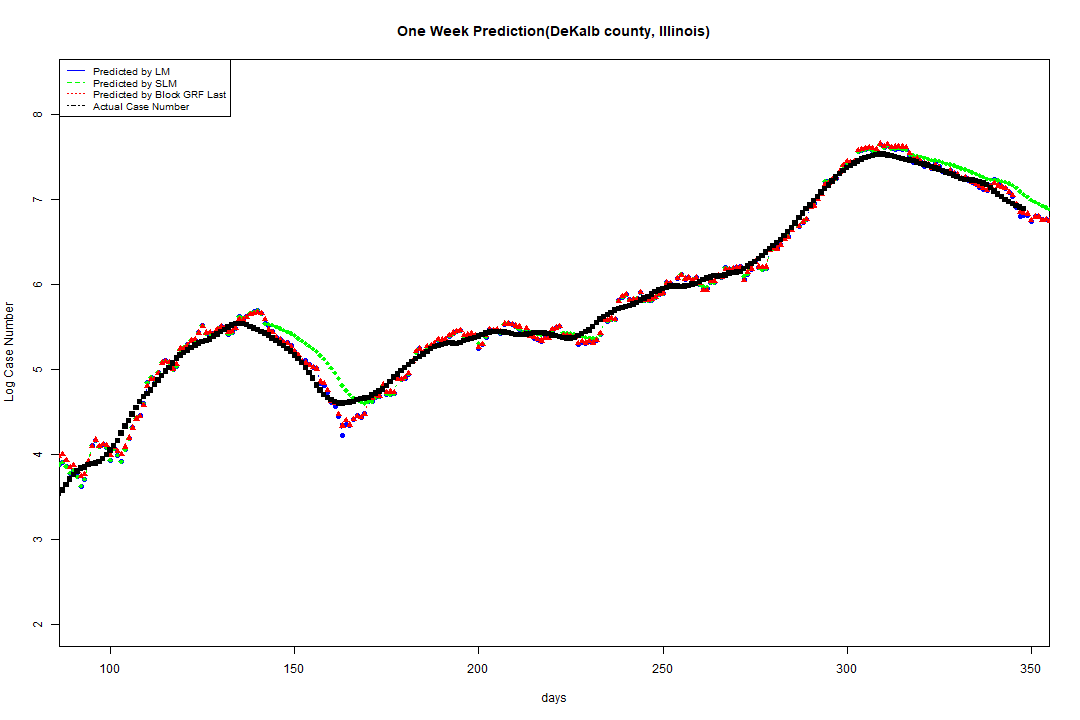 One Week Prediction(DeKalb county, Illinois)
Predicted by LM
Predicted by SLM
Predicted by Block GRF Last
Actual Case Number
Log Case Number
8
7
6
5
4
3
2
100 150 200 250 300 350
days